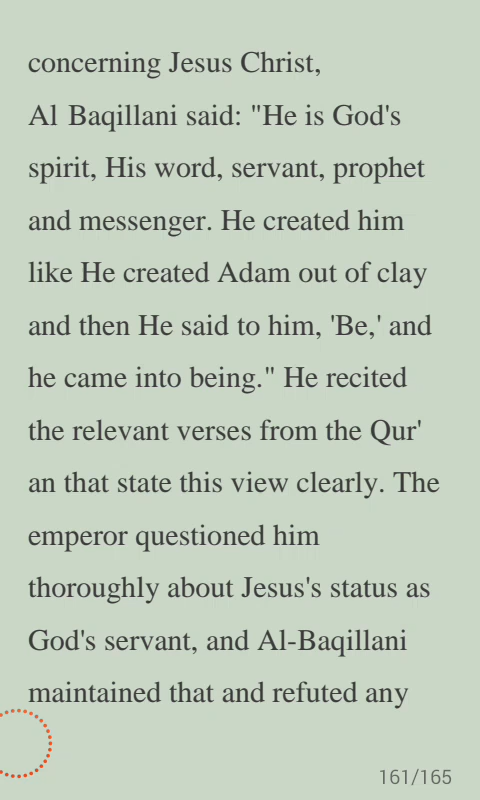 concerning Jesus Christ,
Al Baqillani said: "He is God's
spirit, His word, servant, prophet
and messenger. He created him
like He created Adam out of clay
and then He said to him, 'Be,' and
he came into being." He recited
the relevant verses from the Qur'
an that state this view clearly. The
emperor questioned him
thoroughly about Jesus's status as
God's servant, and Al-Baqillani
maintained that and refuted any
161/165